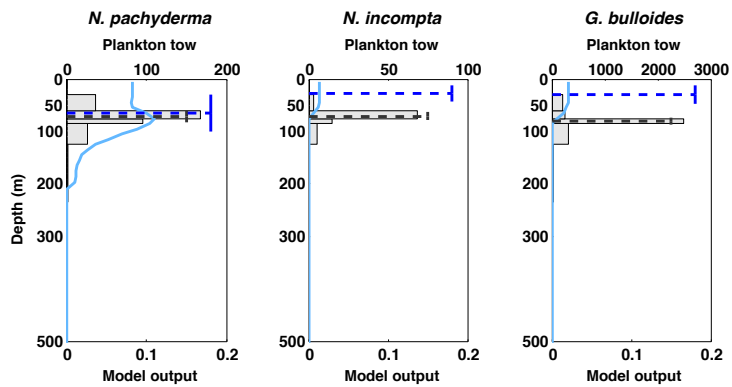 N. pachyderma N. incompta G. bulloides
Plankton tow Plankton tow Plankton tow
0 100 200 0 50 100 0 1000 2000 3000
0 0 0
50 50 50
100 100 100
200 200 200
300 300 300
500 500 500
Depth (m)
0 0.1 0.2 0 0.1 0.2 0 0.1 0.2
Model output Model output Model output